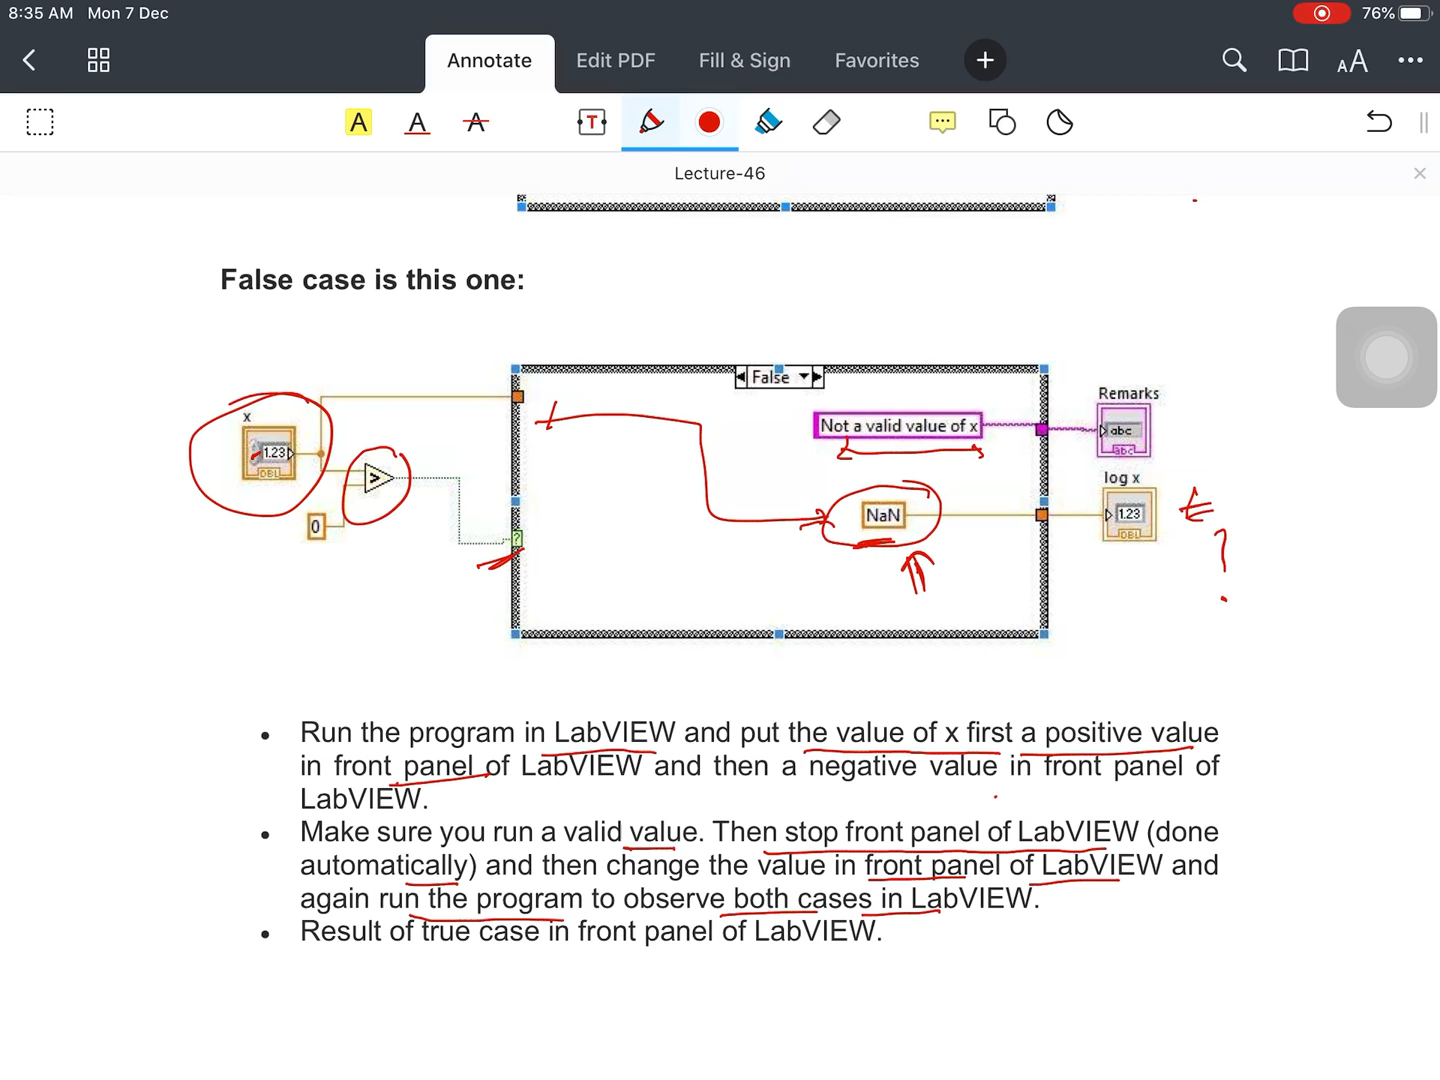 8:35 AM Mon 7 Dec 76%
Annotate Edit PDF Fill & Sign Favorites + AA
A A A T
Lecture-46
False case is this one:
False
Remarks
x
Not a valid value of x
abc
abc
1.23
DBL
>
log x
0
NaN
1.23
DBL
?
?
• Run the program in LabVIEW and put the value of x first a positive value
in front panel of LabVIEW and then a negative value in front panel of
LabVIEW.
• Make sure you run a valid value. Then stop front panel of LabVIEW (done
automatically) and then change the value in front panel of LabVIEW and
again run the program to observe both cases in LabVIEW.
• Result of true case in front panel of LabVIEW.